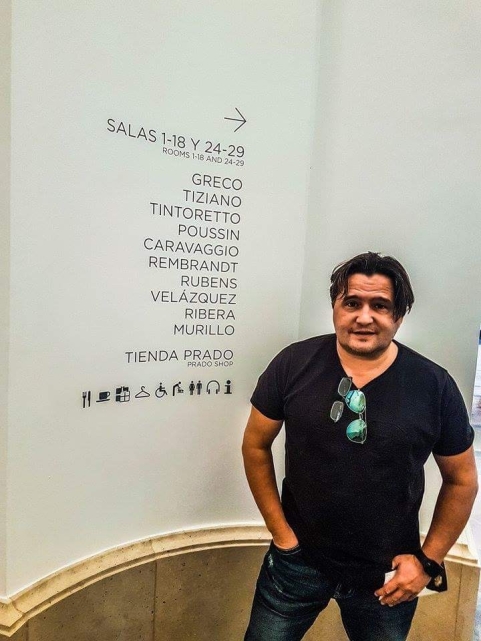 SALAS 1-18 Y 24-29
ROOMS 1-18 AND 24-29
GRECO
TIZIANO
TINTORETTO
POUSSIN
CARAVAGGIO
REMBRANDT
RUBENS
VELÁZQUEZ
RIBERA
MURILLO
TIENDA PRADO
PRADO SHOP